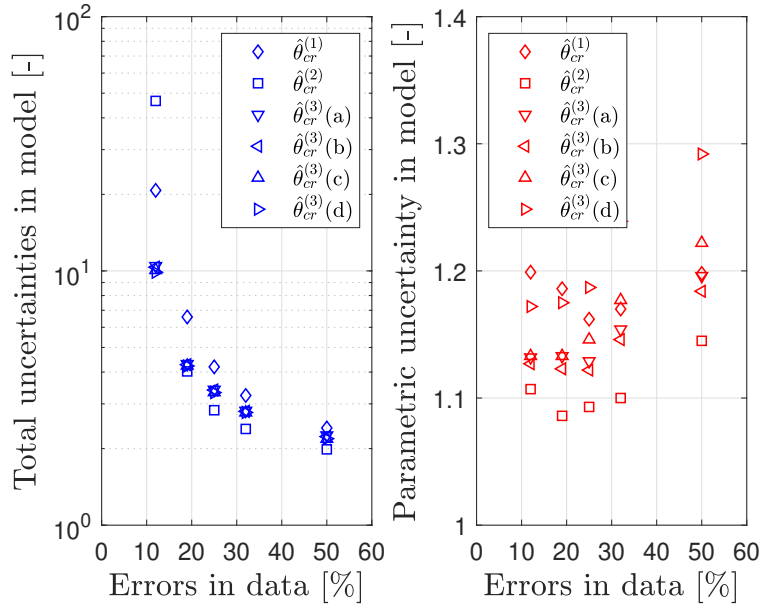 Total uncertainties in model [-]
10^2
10^1
10^0
θ̂_cr^(1)
θ̂_cr^(2)
θ̂_cr^(3)(a)
θ̂_cr^(3)(b)
θ̂_cr^(3)(c)
θ̂_cr^(3)(d)
0 10 20 30 40 50 60
Errors in data [%]
Parametric uncertainty in model [-]
1.4
1.3
1.2
1.1
1
θ̂_cr^(1)
θ̂_cr^(2)
θ̂_cr^(3)(a)
θ̂_cr^(3)(b)
θ̂_cr^(3)(c)
θ̂_cr^(3)(d)
0 10 20 30 40 50 60
Errors in data [%]